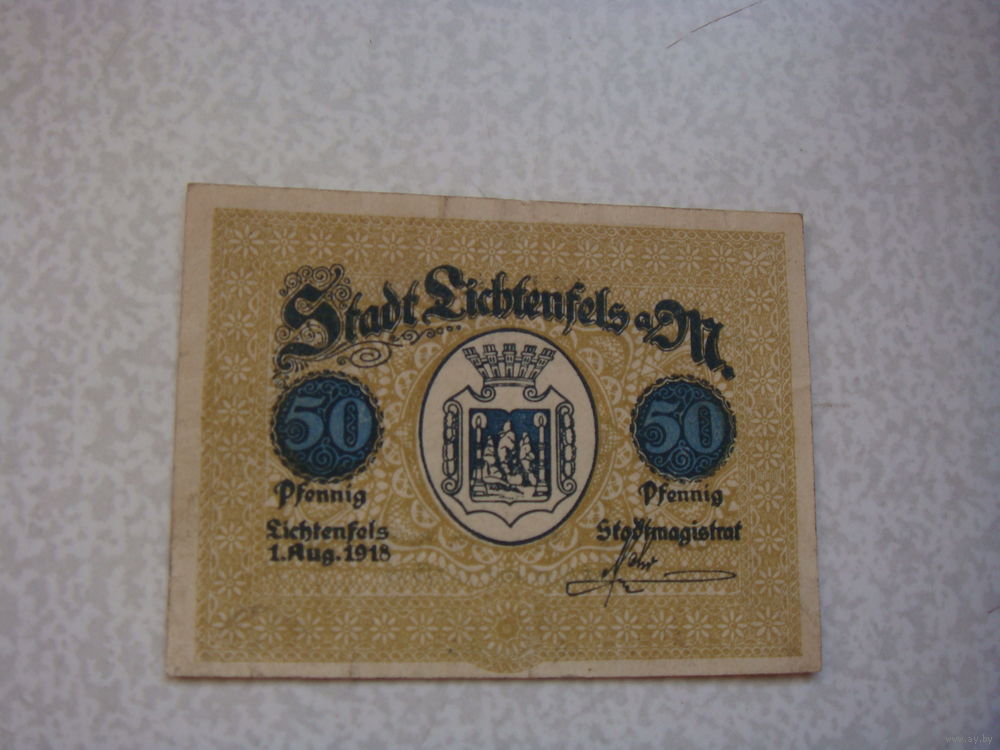 Stadt Lichtenfels a/M.
50 50
Pfennig Pfennig
Lichtenfels Stadtmagistrat
1. Aug. 1918
www.ay.by